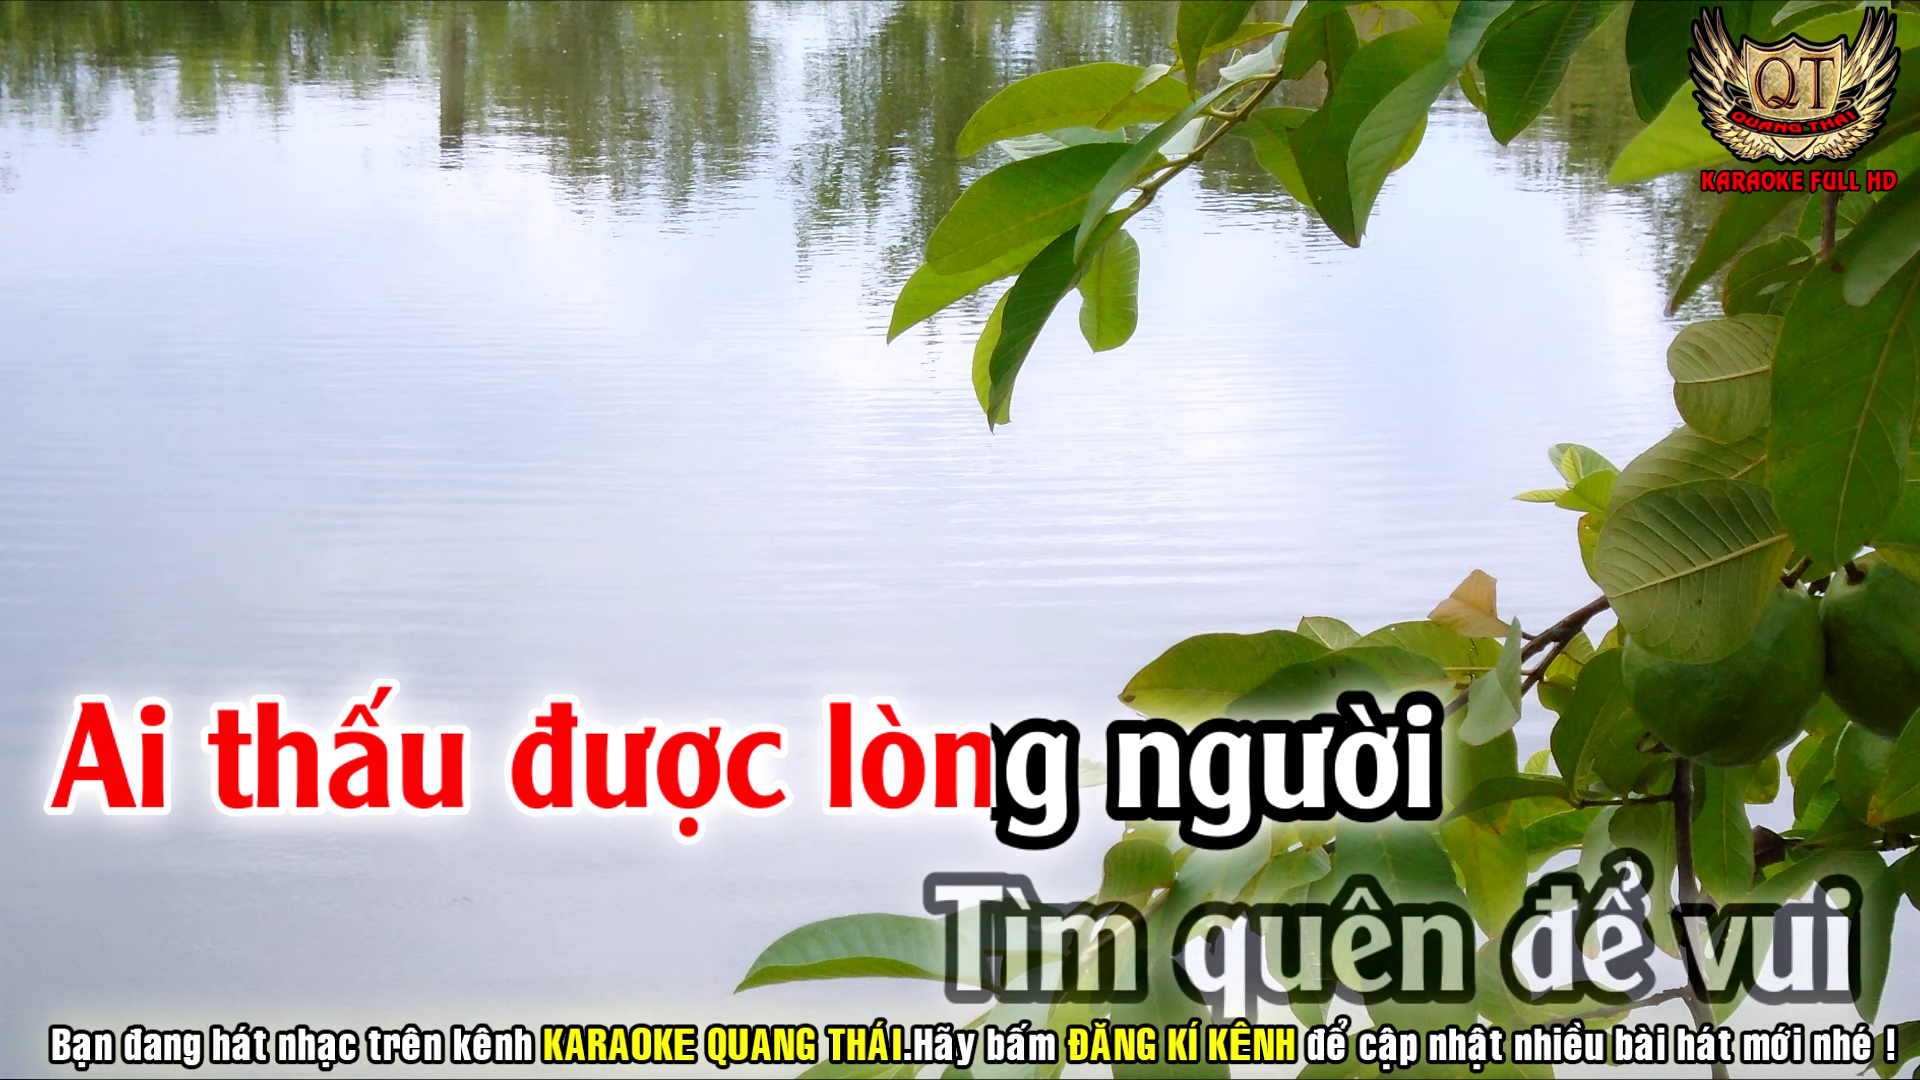 QT
QUANG THÁI
KARAOKE FULL HD
Ai thấu được lòng người
Tìm quên để vui
Bạn đang hát nhạc trên kênh KARAOKE QUANG THÁI.Hãy bấm ĐĂNG KÍ KÊNH để cập nhật nhiều bài hát mới nhé !